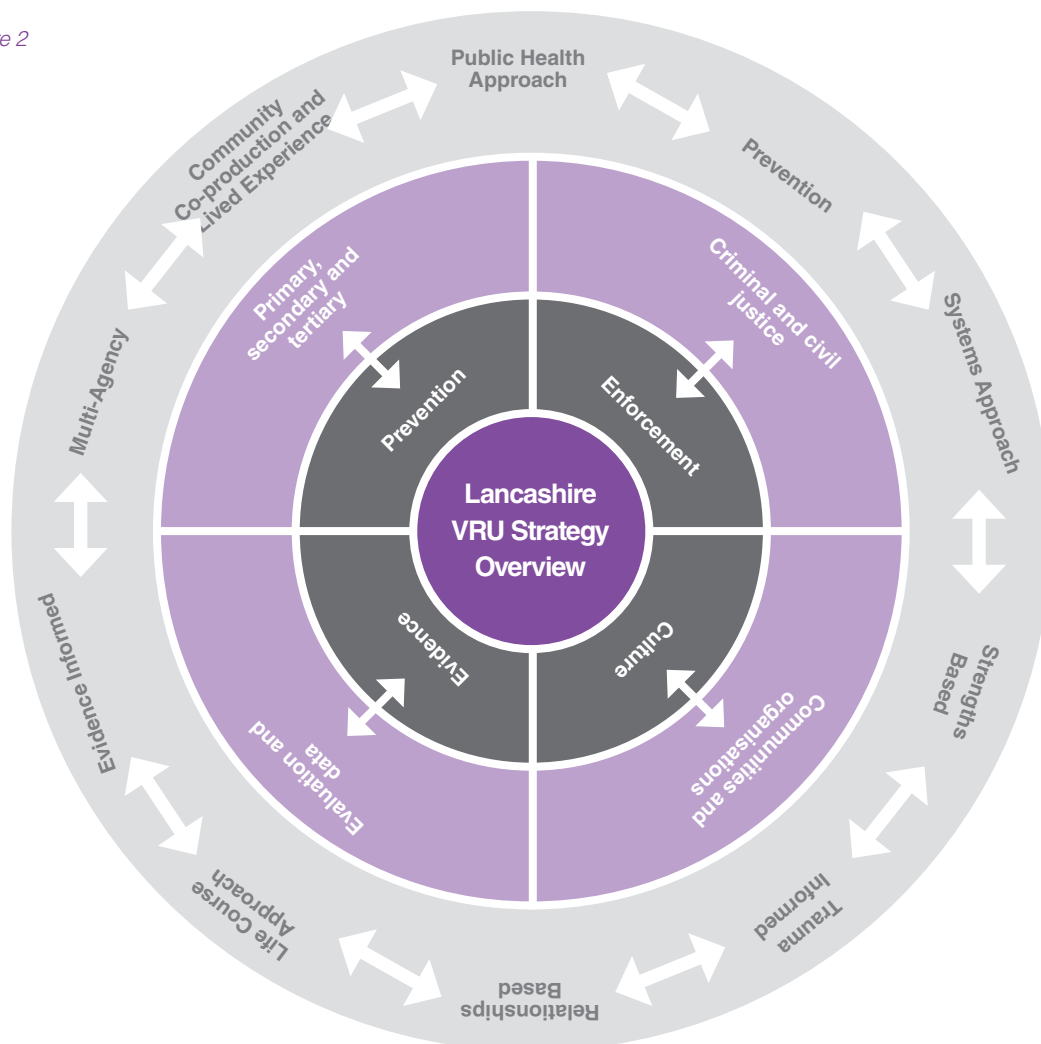 e 2
Public Health
Approach
Prevention
Systems Approach
Strengths
Based
Trauma
Informed
Relationships
Based
Life Course
Approach
Evidence Informed
Multi-Agency
Community
Co-production and
Lived Experience
Primary,
secondary and
tertiary
Criminal and civil
justice
Communities and
organisations
Evaluation and
data
Prevention
Enforcement
Culture
Evidence
Lancashire
VRU Strategy
Overview